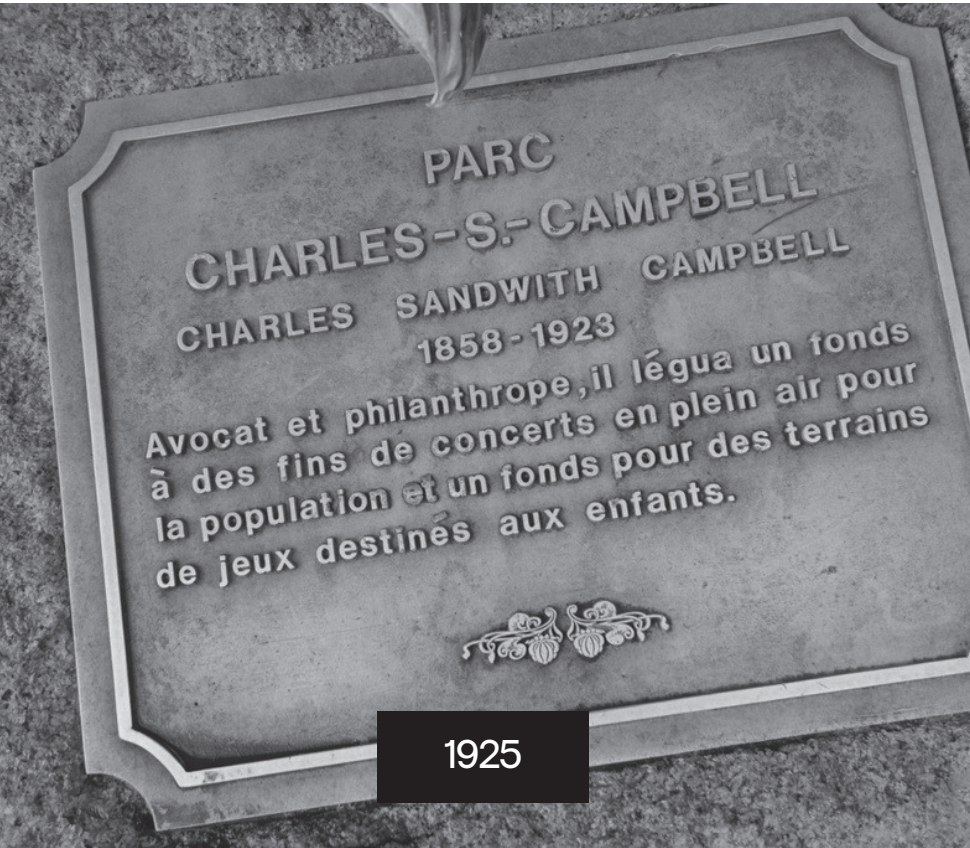 PARC
CHARLES-S.-CAMPBELL
CHARLES SANDWITH CAMPBELL
1858-1923
Avocat et philanthrope, il légua un fonds
à des fins de concerts en plein air pour
la population et un fonds pour des terrains
de jeux destinés aux enfants.
1925